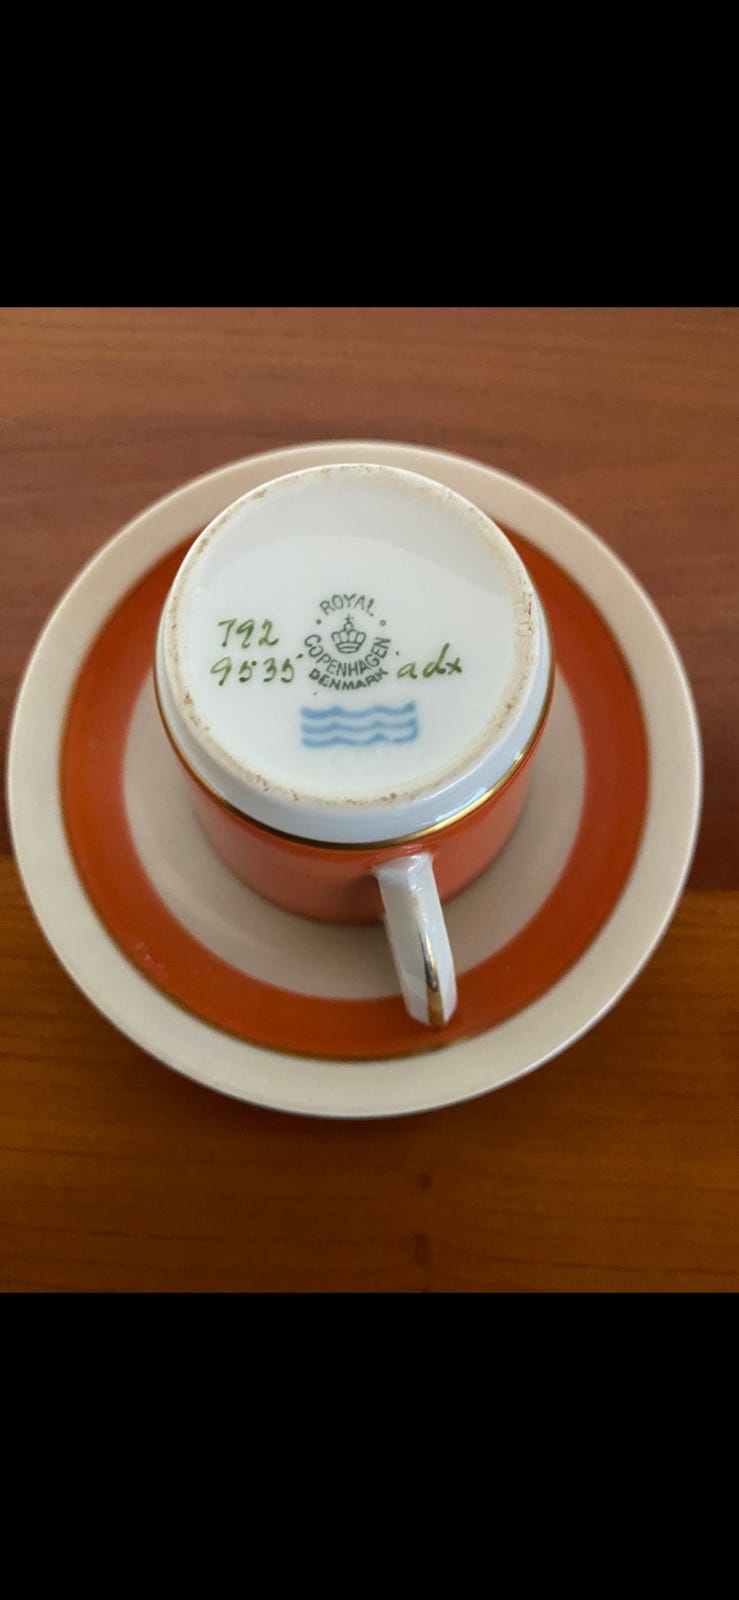 ROYAL
COPENHAGEN
DENMARK
792
9535
adx